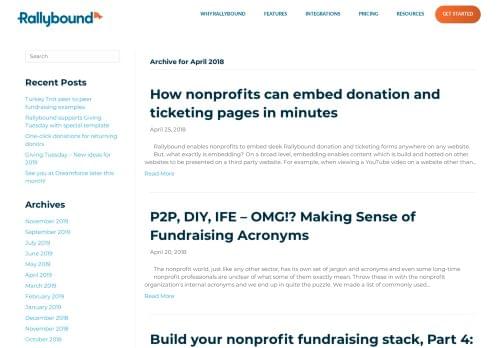 Rallybound
WHY RALLYBOUND
FEATURES
INTEGRATIONS
PRICING
RESOURCES
GET STARTED
Search
Recent Posts
Turkey Trot peer to peer
fundraising examples
Rallybound supports Giving
Tuesday with special template
One-click donations for returning
donors
Giving Tuesday – New ideas for
2019
See you at Dreamforce later this
month!
Archives
November 2019
September 2019
July 2019
June 2019
May 2019
April 2019
March 2019
February 2019
January 2019
December 2018
November 2018
October 2018
Archive for April 2018
How nonprofits can embed donation and
ticketing pages in minutes
April 25, 2018
Rallybound enables nonprofits to embed sleek Rallybound donation and ticketing forms anywhere on any website.
But, what exactly is embedding? On a broad level, embedding enables content which is build and hosted on other
websites to be presented on a third party website. For example, when viewing a YouTube video on a website other than…
Read More
P2P, DIY, IFE – OMG!? Making Sense of
Fundraising Acronyms
April 20, 2018
The nonprofit world, just like any other sector, has its own set of jargon and acronyms and even some long-time
nonprofit professionals are unclear of what some of them exactly mean. Throw these in with the nonprofit
organization's internal acronyms and we end up in quite the puzzle. We made a list of commonly used…
Read More
Build your nonprofit fundraising stack, Part 4: